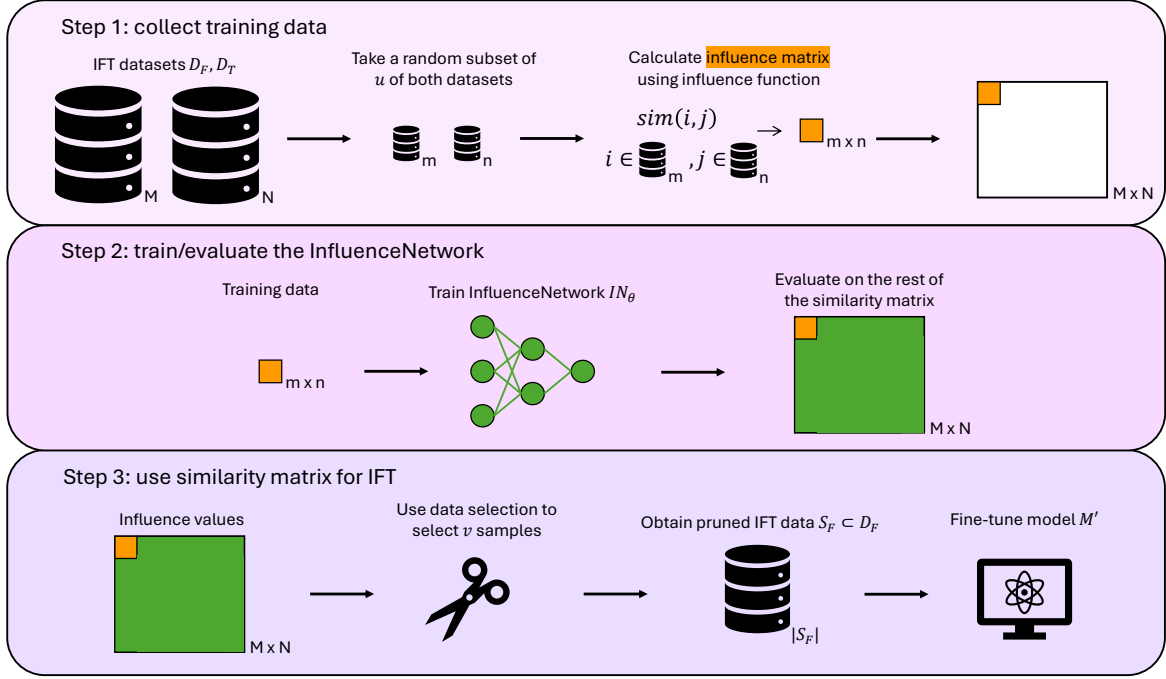 Step 1: collect training data
IFT datasets D_F, D_T
M
N
Take a random subset of
u of both datasets
m
n
Calculate influence matrix
using influence function
sim(i, j)
i ∈ m , j ∈ n
m x n
M x N
Step 2: train/evaluate the InfluenceNetwork
Training data
m x n
Train InfluenceNetwork IN_θ
Evaluate on the rest of
the similarity matrix
M x N
Step 3: use similarity matrix for IFT
Influence values
M x N
Use data selection to
select v samples
Obtain pruned IFT data S_F ⊂ D_F
|S_F|
Fine-tune model M′